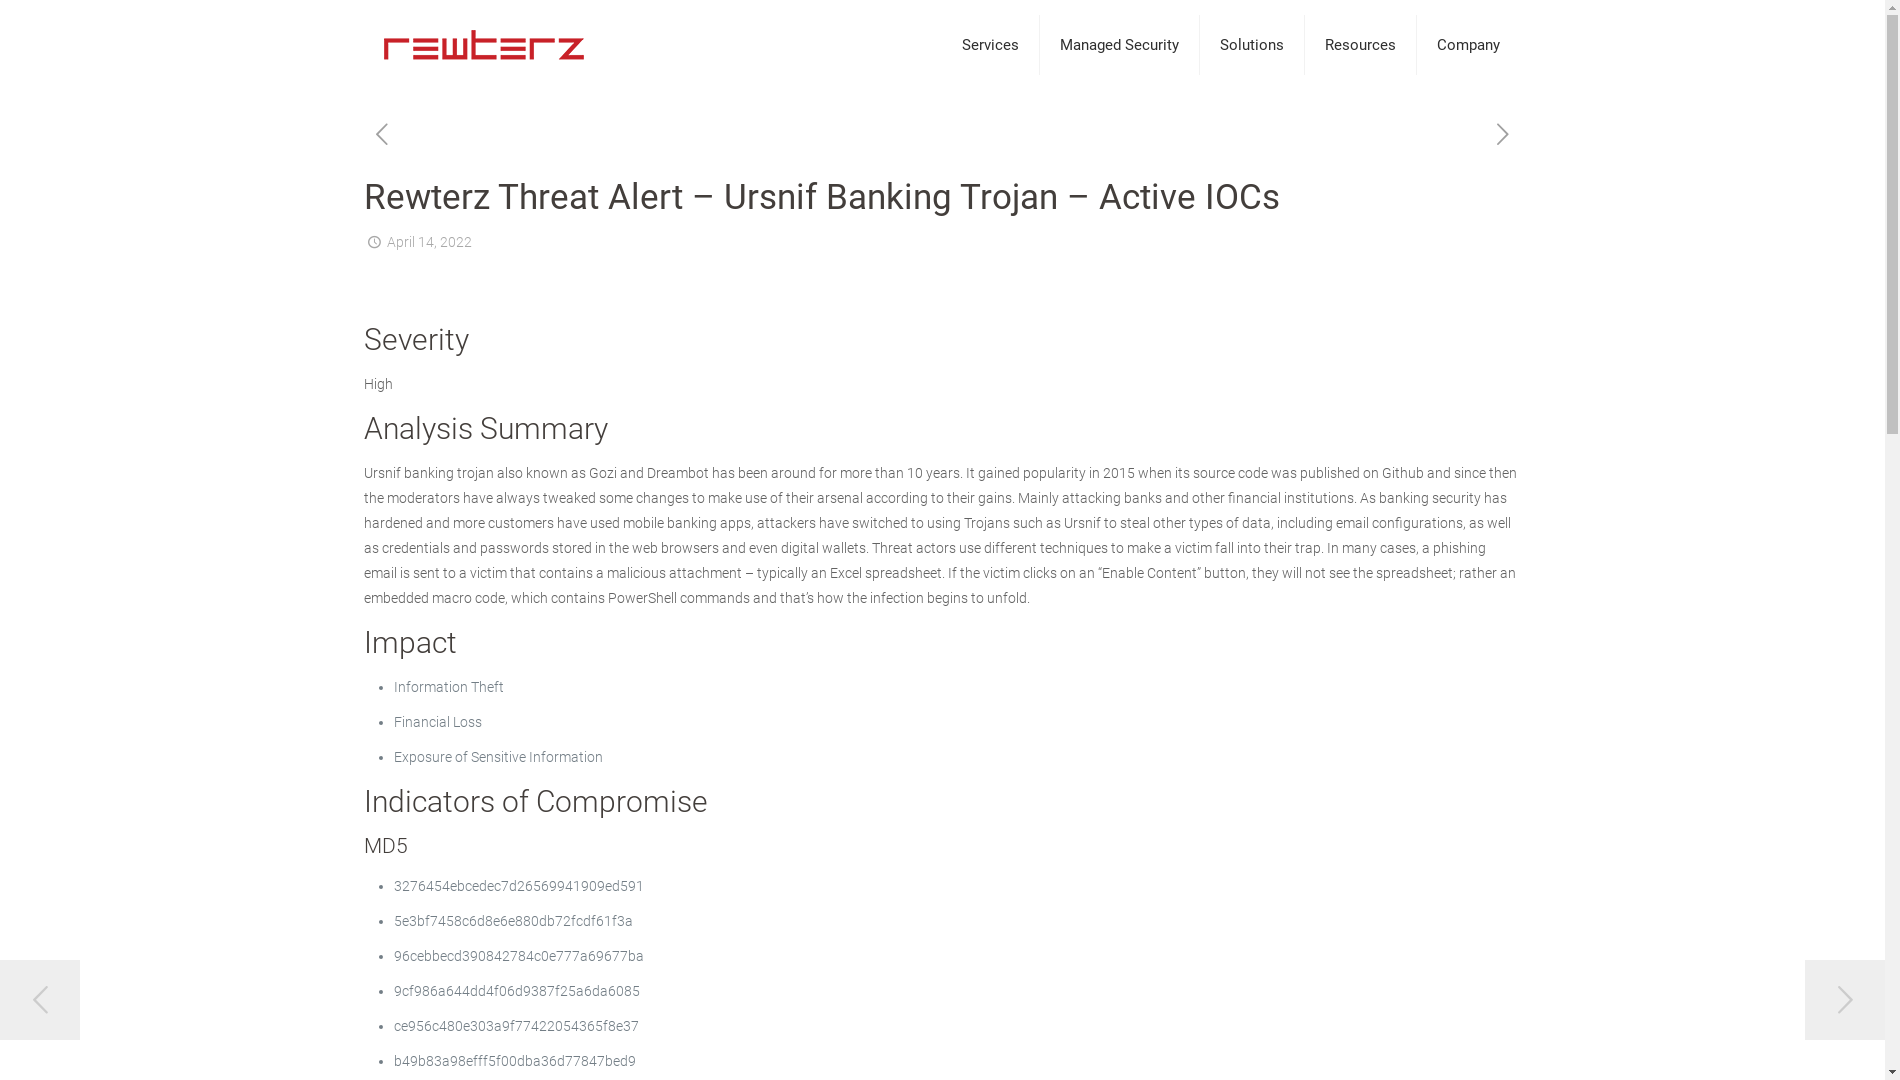 rewterz
Services
Managed Security
Solutions
Resources
Company
Rewterz Threat Alert – Ursnif Banking Trojan – Active IOCs
April 14, 2022
Severity
High
Analysis Summary
Ursnif banking trojan also known as Gozi and Dreambot has been around for more than 10 years. It gained popularity in 2015 when its source code was published on Github and since then
the moderators have always tweaked some changes to make use of their arsenal according to their gains. Mainly attacking banks and other financial institutions. As banking security has
hardened and more customers have used mobile banking apps, attackers have switched to using Trojans such as Ursnif to steal other types of data, including email configurations, as well
as credentials and passwords stored in the web browsers and even digital wallets. Threat actors use different techniques to make a victim fall into their trap. In many cases, a phishing
email is sent to a victim that contains a malicious attachment – typically an Excel spreadsheet. If the victim clicks on an “Enable Content” button, they will not see the spreadsheet; rather an
embedded macro code, which contains PowerShell commands and that’s how the infection begins to unfold.
Impact
• Information Theft
• Financial Loss
• Exposure of Sensitive Information
Indicators of Compromise
MD5
• 3276454ebcedec7d26569941909ed591
• 5e3bf7458c6d8e6e880db72fcdf61f3a
• 96cebbecd390842784c0e777a69677ba
• 9cf986a644dd4f06d9387f25a6da6085
• ce956c480e303a9f77422054365f8e37
• b49b83a98efff5f00dba36d77847bed9